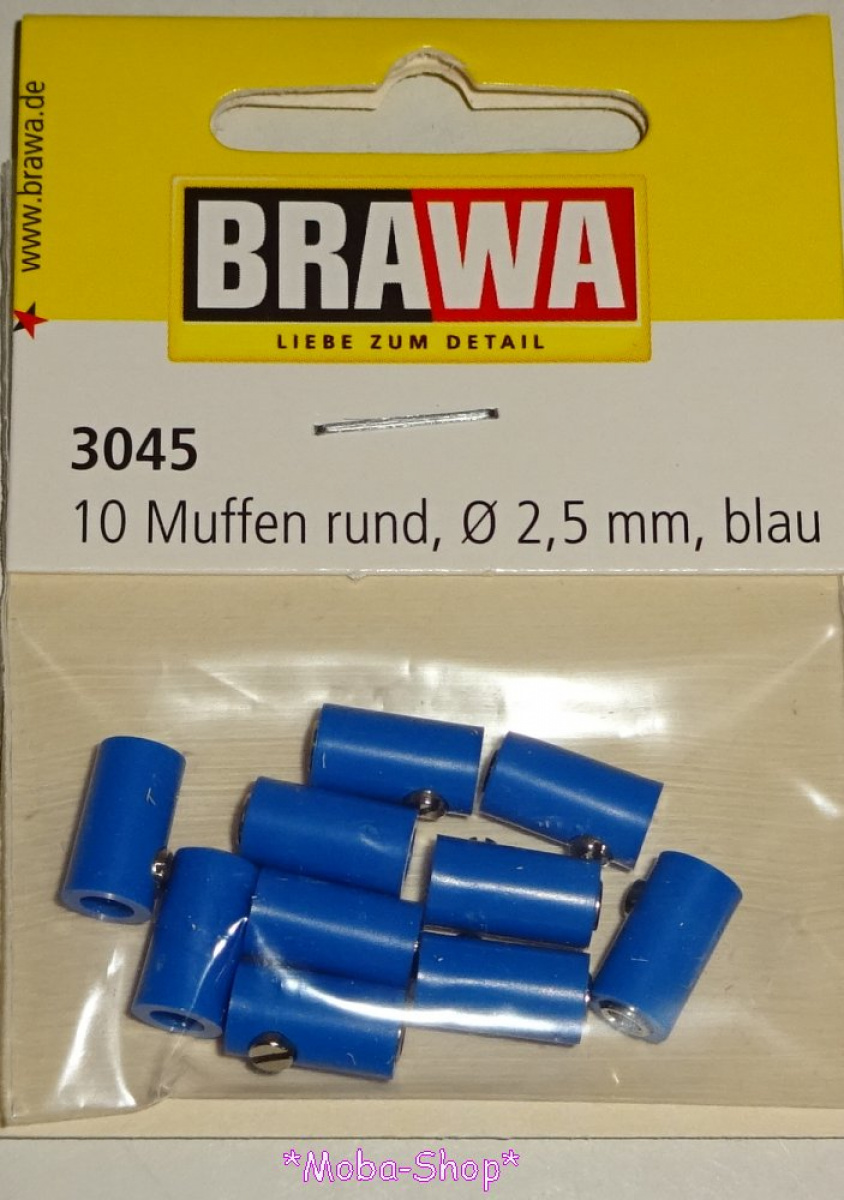 www.brawa.de
BRAWA
LIEBE ZUM DETAIL
3045
10 Muffen rund, Ø 2,5 mm, blau
*Moba-Shop*